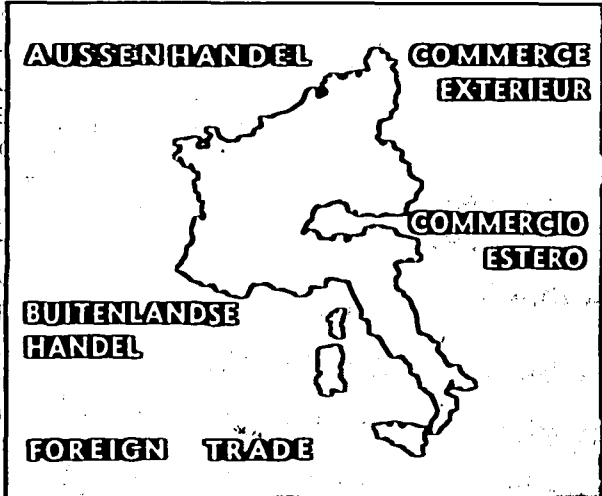 AUSSENHANDEL
COMMERCE
EXTERIEUR
COMMERCIO
ESTERO
BUITENLANDSE
HANDEL
FOREIGN TRADE